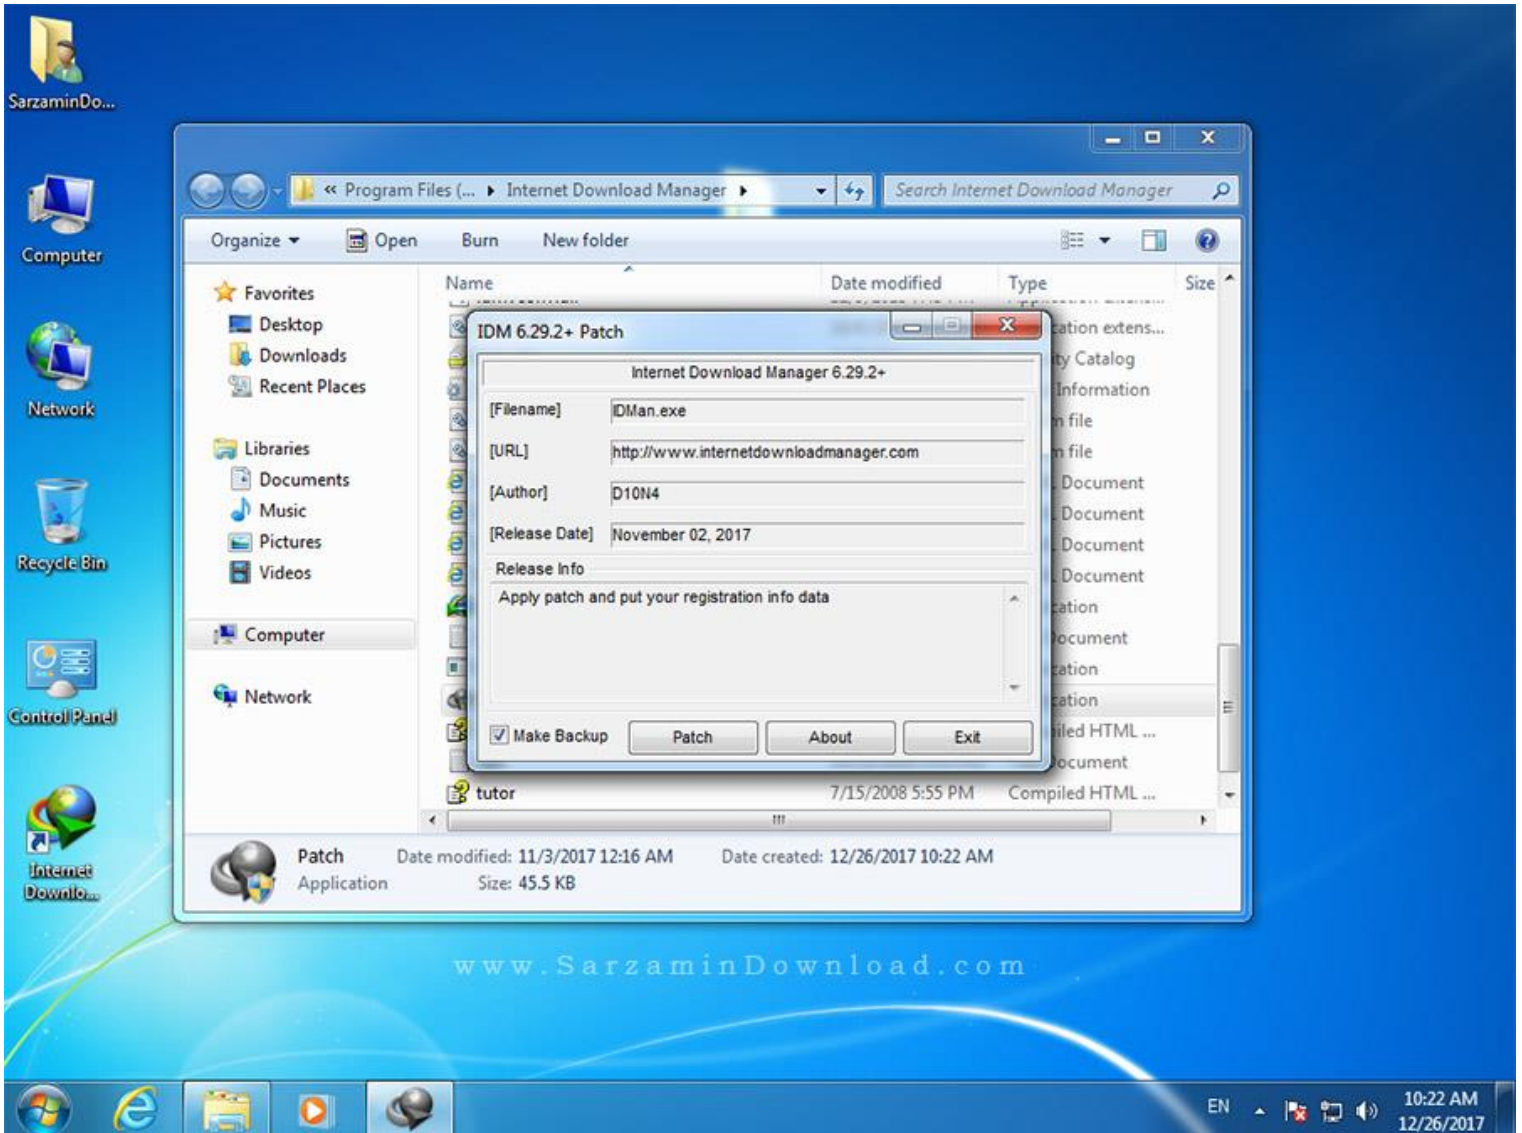 SarzaminDo...
Computer
Network
Recycle Bin
Control Panel
Internet
Downlo...
« Program Files (... ▸ Internet Download Manager ▸
Search Internet Download Manager
Organize
Open
Burn
New folder
Name
Date modified
Type
Size
Favorites
Desktop
Downloads
Recent Places
Libraries
Documents
Music
Pictures
Videos
Computer
Network
IDM 6.29.2+ Patch
Internet Download Manager 6.29.2+
[Filename] IDMan.exe
[URL] http://www.internetdownloadmanager.com
[Author] D10N4
[Release Date] November 02, 2017
Release Info
Apply patch and put your registration info data
Make Backup
Patch
About
Exit
cation extens...
ity Catalog
Information
m file
m file
Document
Document
Document
Document
cation
Document
cation
cation
iled HTML ...
Document
tutor 7/15/2008 5:55 PM Compiled HTML ...
Patch Date modified: 11/3/2017 12:16 AM Date created: 12/26/2017 10:22 AM
Application Size: 45.5 KB
www.SarzaminDownload.com
EN
10:22 AM
12/26/2017